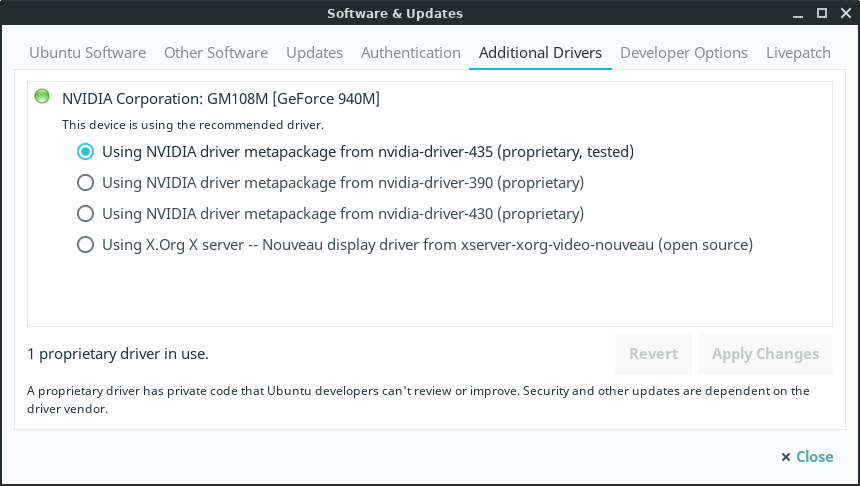 Software & Updates
Ubuntu Software Other Software Updates Authentication Additional Drivers Developer Options Livepatch
NVIDIA Corporation: GM108M [GeForce 940M]
This device is using the recommended driver.
Using NVIDIA driver metapackage from nvidia-driver-435 (proprietary, tested)
Using NVIDIA driver metapackage from nvidia-driver-390 (proprietary)
Using NVIDIA driver metapackage from nvidia-driver-430 (proprietary)
Using X.Org X server -- Nouveau display driver from xserver-xorg-video-nouveau (open source)
1 proprietary driver in use.
Revert Apply Changes
A proprietary driver has private code that Ubuntu developers can't review or improve. Security and other updates are dependent on the
driver vendor.
Close